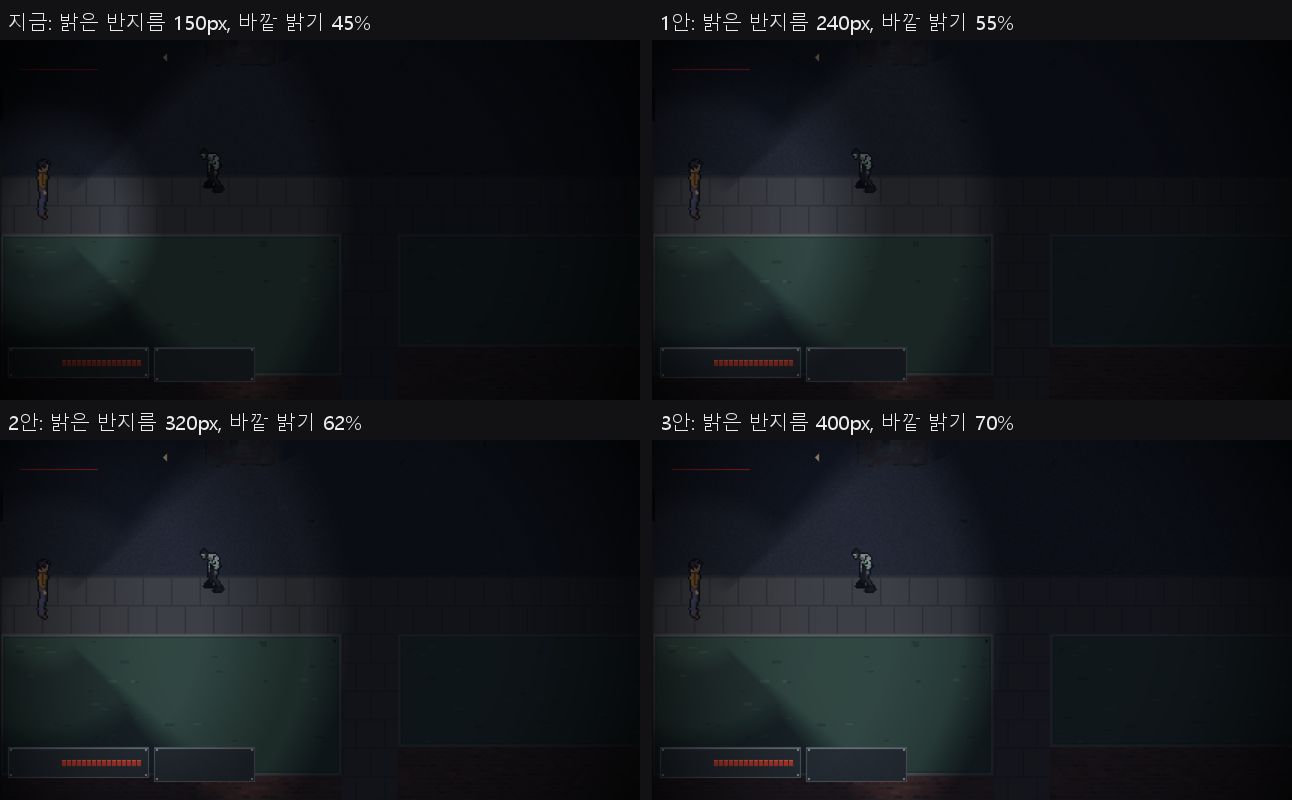 지금: 밝은 반지름 150px, 바깥 밝기 45%
1안: 밝은 반지름 240px, 바깥 밝기 55%
2안: 밝은 반지름 320px, 바깥 밝기 62%
3안: 밝은 반지름 400px, 바깥 밝기 70%